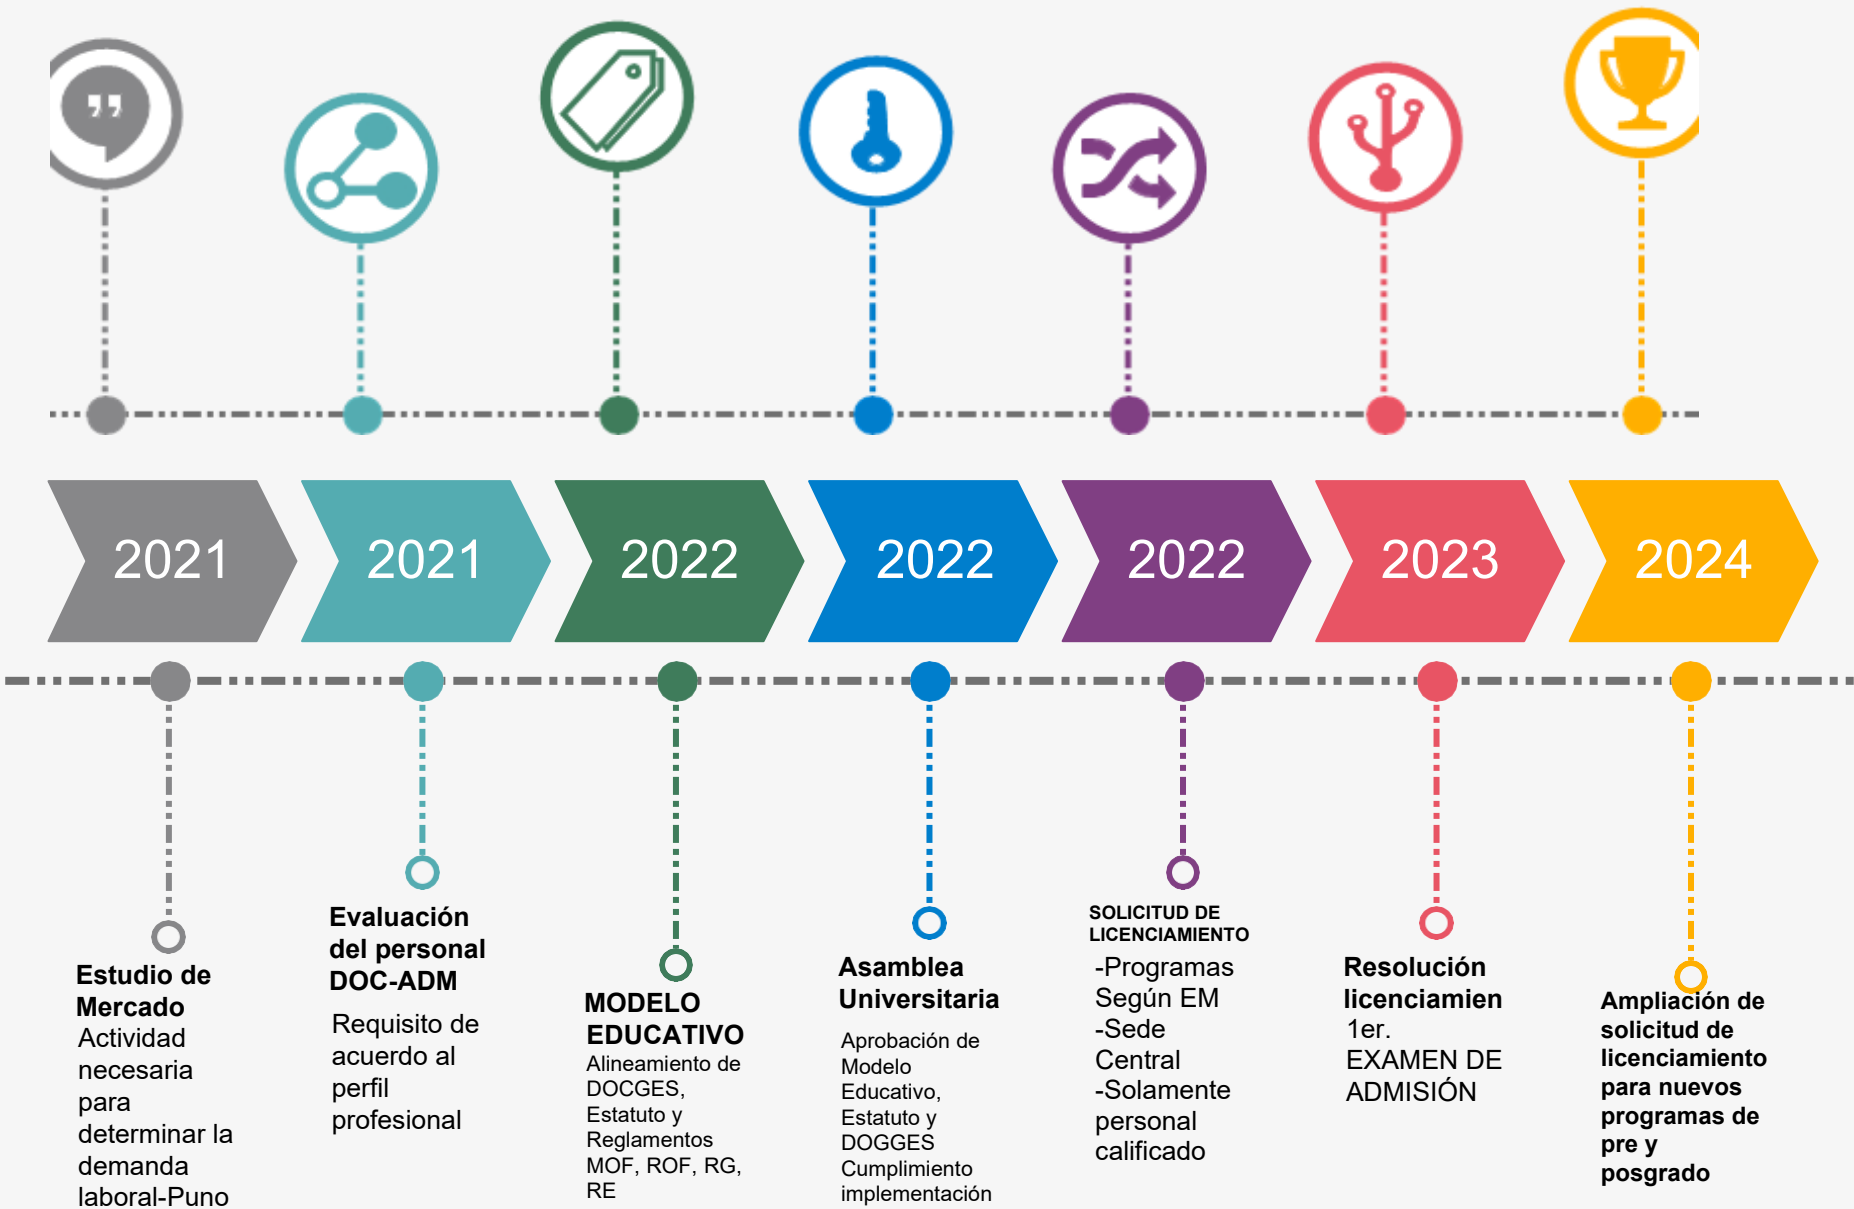 2021
2021
2022
2022
2022
2023
2024
Estudio de
Mercado
Actividad
necesaria
para
determinar la
demanda
laboral-Puno
Evaluación
del personal
DOC-ADM
Requisito de
acuerdo al
perfil
profesional
MODELO
EDUCATIVO
Alineamiento de
DOCGES,
Estatuto y
Reglamentos
MOF, ROF, RG,
RE
Asamblea
Universitaria
Aprobación de
Modelo
Educativo,
Estatuto y
DOGGES
Cumplimiento
implementación
SOLICITUD DE
LICENCIAMIENTO
-Programas
Según EM
-Sede
Central
-Solamente
personal
calificado
Resolución
licenciamien
1er.
EXAMEN DE
ADMISIÓN
Ampliación de
solicitud de
licenciamiento
para nuevos
programas de
pre y
posgrado